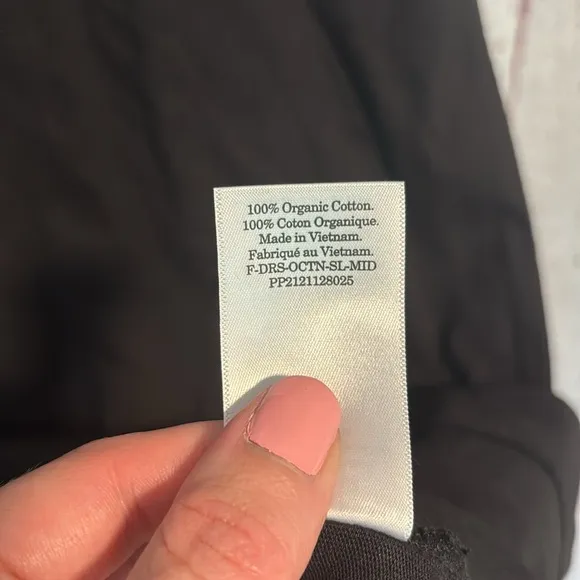 100% Organic Cotton.
100% Coton Organique.
Made in Vietnam.
Fabriqué au Vietnam.
F-DRS-OCTN-SL-MID
PP2121128025